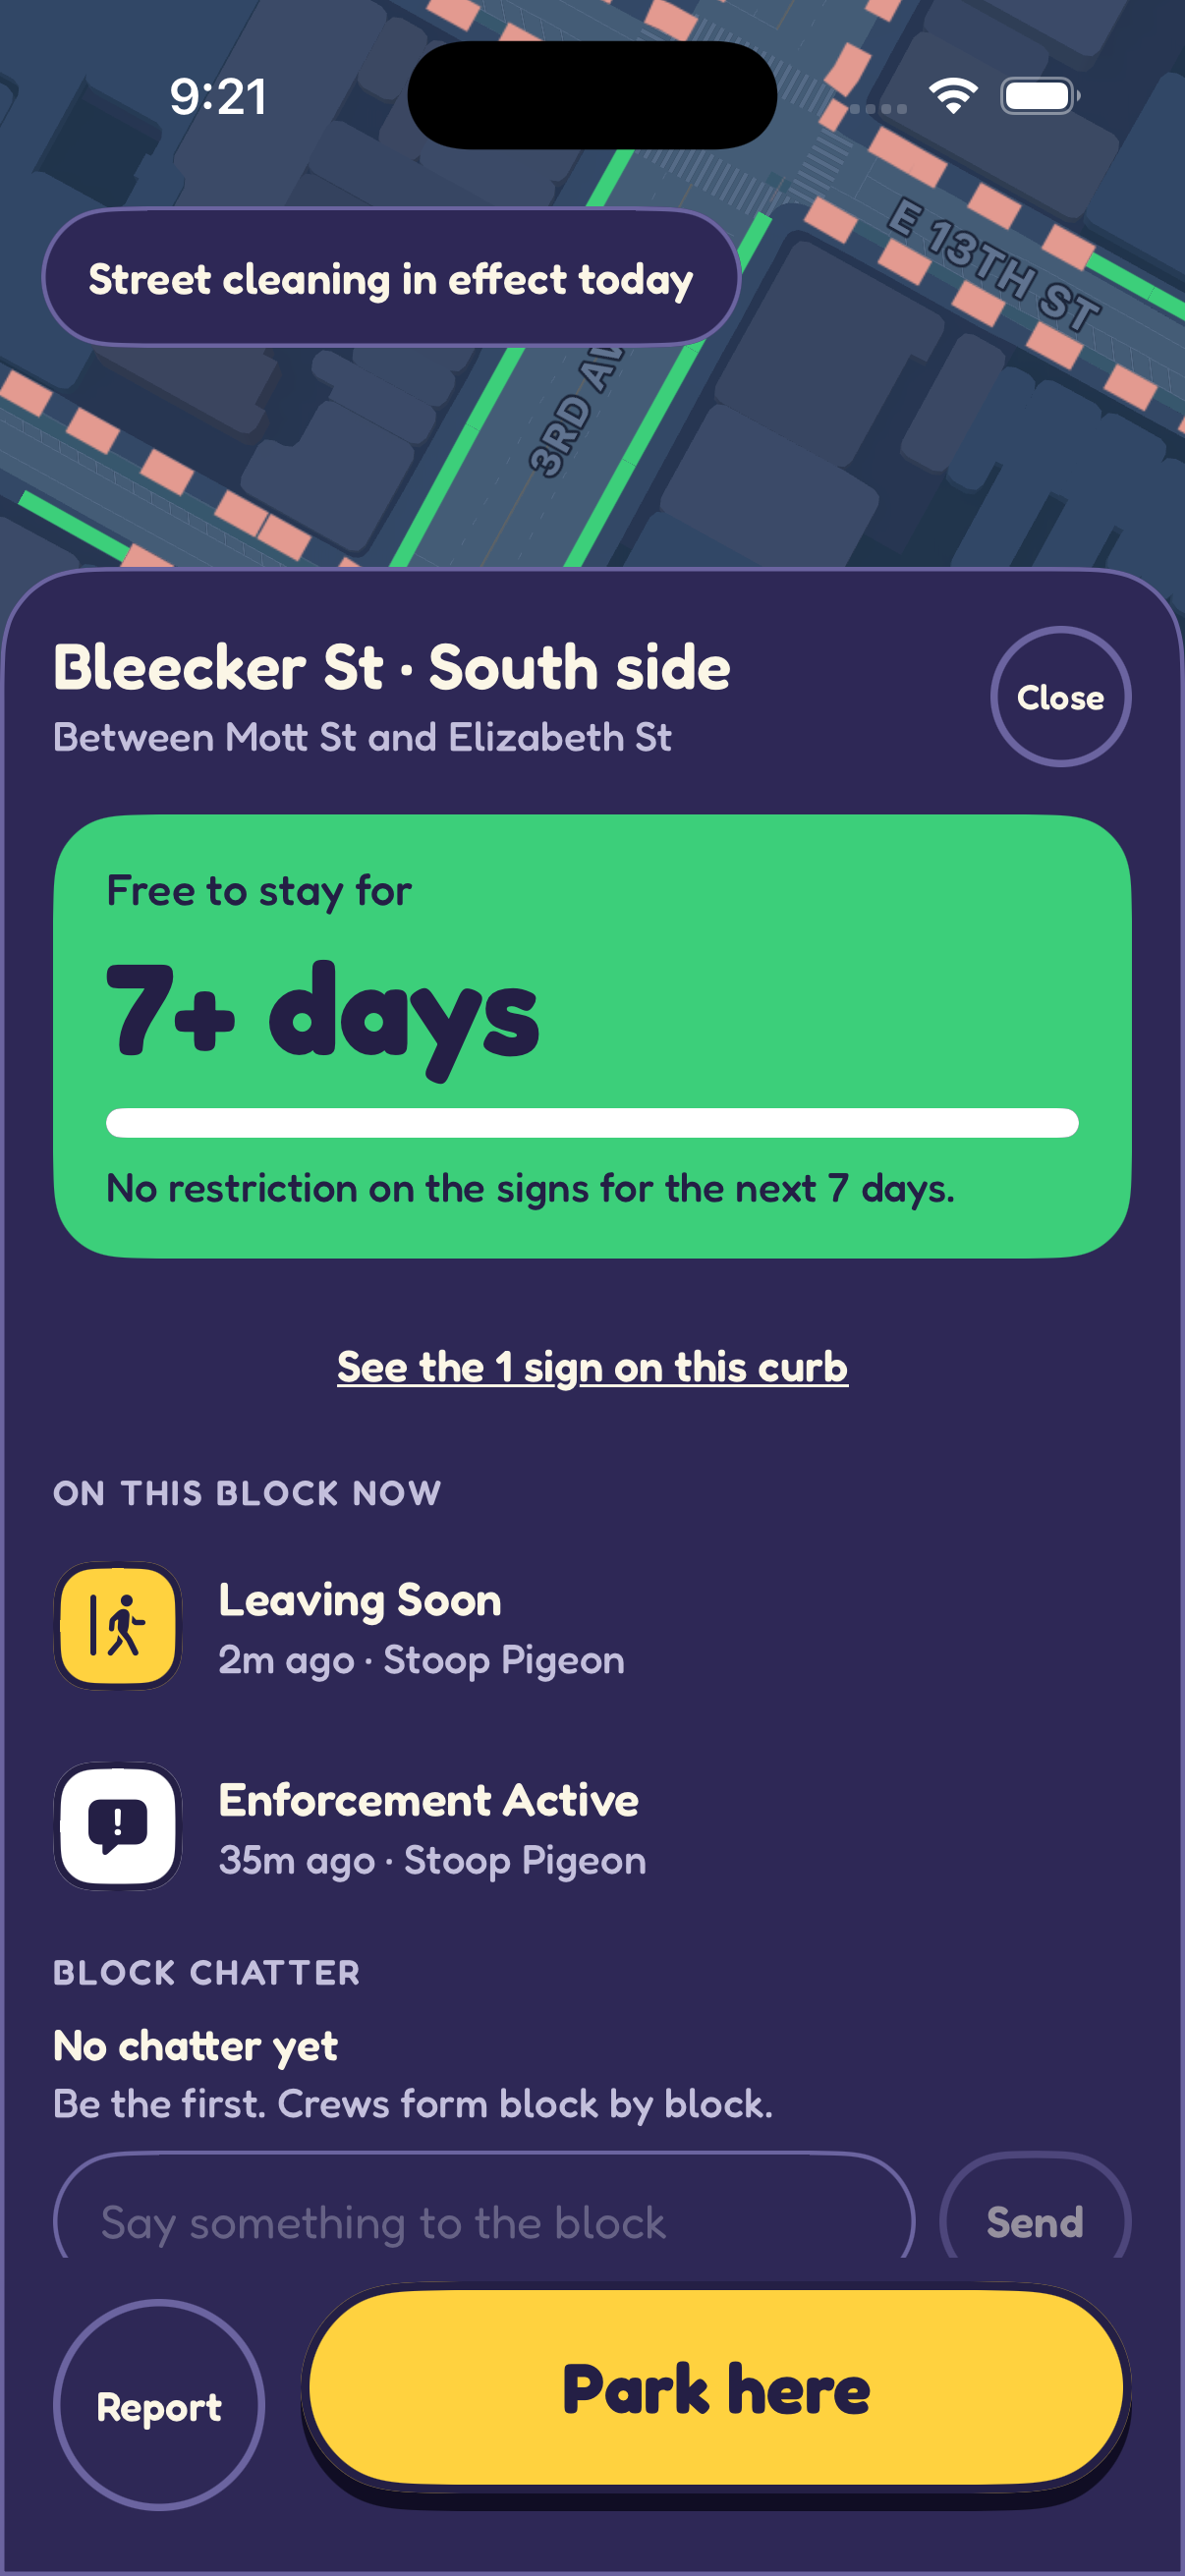 9:21
E 13TH ST
Street cleaning in effect today
3RD AV
Bleecker St · South side
Close
Between Mott St and Elizabeth St
Free to stay for
7+ days
No restriction on the signs for the next 7 days.
See the 1 sign on this curb
ON THIS BLOCK NOW
Leaving Soon
2m ago · Stoop Pigeon
Enforcement Active
35m ago · Stoop Pigeon
BLOCK CHATTER
No chatter yet
Be the first. Crews form block by block.
Say something to the block
Send
Report
Park here